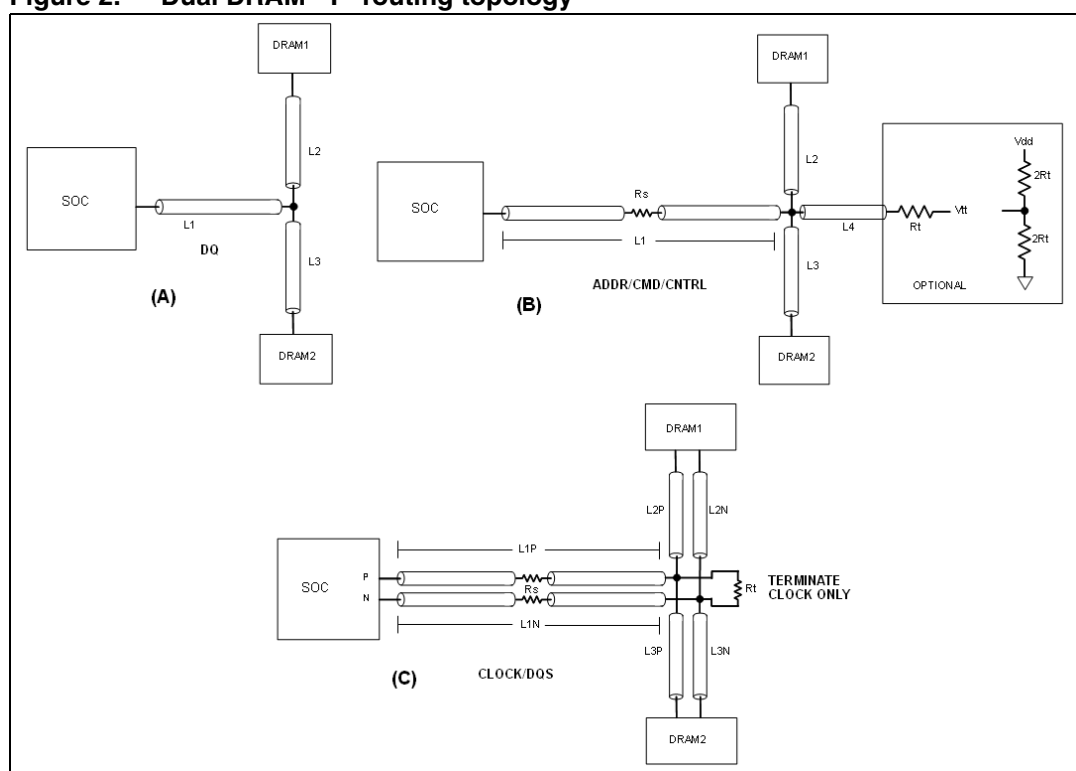 Figure 2. Dual DRAM "T" routing topology
DRAM1
L2
SOC
L1
DQ
L3
(A)
DRAM2
DRAM1
L2
SOC
Rs
L1
L4
Rt
Vtt
Vdd
2Rt
2Rt
OPTIONAL
L3
ADDR/CMD/CNTRL
(B)
DRAM2
DRAM1
L2P
L2N
L1P
SOC
P
N
Rs
Rt
TERMINATE
CLOCK ONLY
L1N
L3P
L3N
(C)
CLOCK/DQS
DRAM2